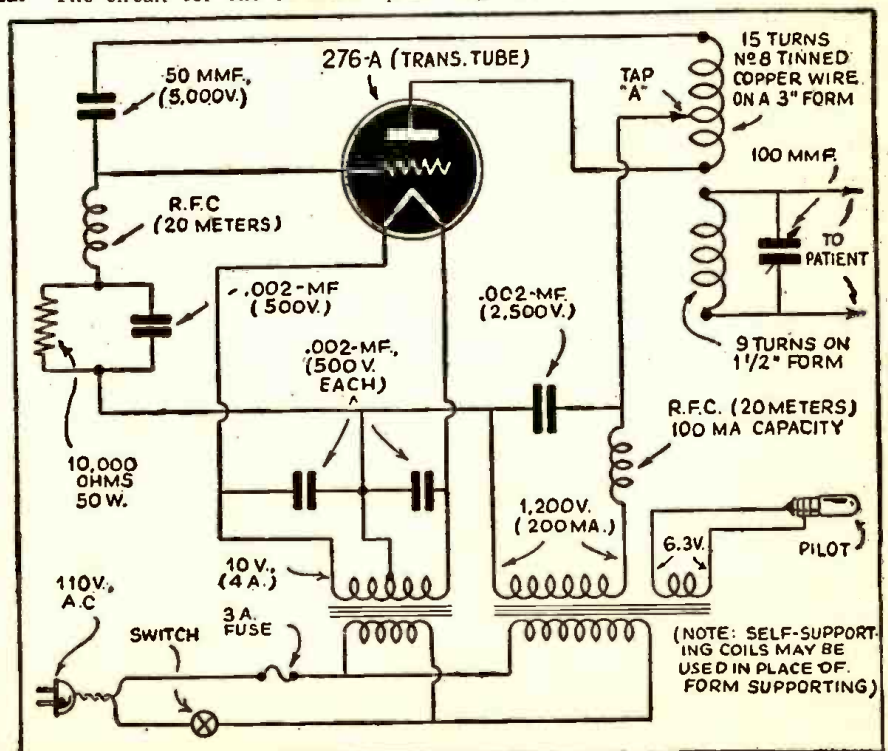 276-A (TRANS. TUBE)
50 MMF.,
(5,000V.)
TAP
"A"
15 TURNS
Nº8 TINNED
COPPER WIRE
ON A 3" FORM
100 MMF.
TO
PATIENT
R.F.C
(20 METERS)
.002-MF
(500V.)
.002-MF.,
(500V.
EACH)
.002-MF.
(2,500V.)
9 TURNS ON
1 1/2" FORM
R.F.C. (20 METERS)
100 MA CAPACITY
10,000
OHMS
50 W.
1,200V.
(200 MA.)
6.3V.
PILOT
10 V.,
(4 A.)
110V.,
A.C
SWITCH
3 A.
FUSE
(NOTE: SELF-SUPPORT-
ING COILS MAY BE
USED IN PLACE OF
FORM SUPPORTING)